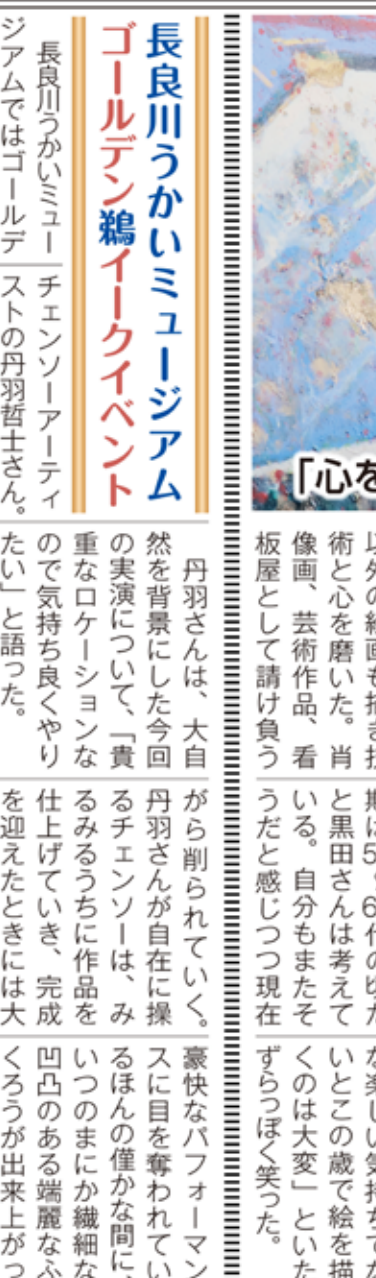 「心を
以外の絵画も描き技
術と心を磨いた。肖
像画、芸術作品、看
板屋として請け負う
と黒田さんは考えて
いる。自分もまたそ
うだと感じつつ現在
いとこの歳で絵を描
くのは大変」といた
ずらっぽく笑った。
長良川うかいミュージアム
ゴールデン鵜イークイベント
長良川うかいミュー
ジアムではゴールデ
チェンソーアーティ
ストの丹羽哲士さん。
丹羽さんは、大自
然を背景にした今回
の実演について、「貴
重なロケーションな
ので気持ち良くやり
たい」と語った。
がら削られていく。
丹羽さんが自在に操
るチェンソーは、み
るみるうちに作品を
仕上げていき、完成
を迎えたときには大
豪快なパフォーマン
スに目を奪われてい
るほんの僅かな間に、
いつのまにか繊細な
凹凸のある端麗なふ
くろうが出来上がっ